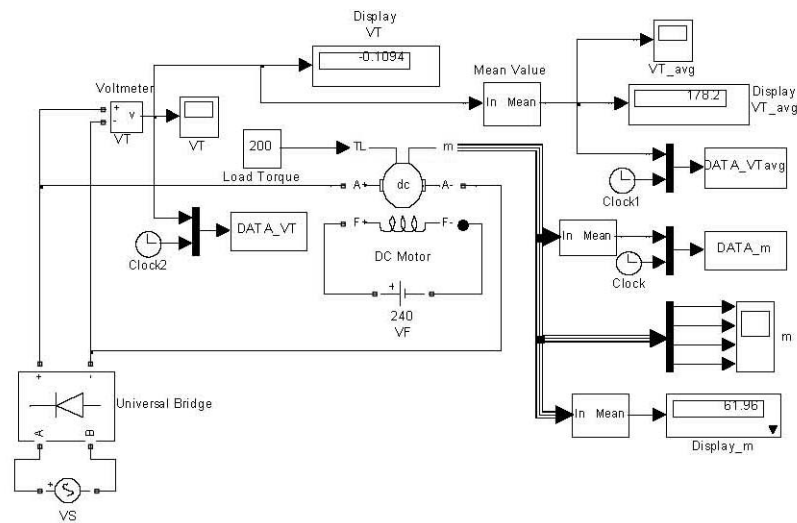 Display
VT
-0.1094
VT_avg
Mean Value
In Mean
178.2
Display
VT_avg
Voltmeter
+
-
v
VT
VT
200
Load Torque
TL
m
A+
dc
A-
F+
F-
DC Motor
+
240
VF
DATA_VTavg
Clock1
Clock2
DATA_VT
In Mean
Clock
DATA_m
m
In Mean
61.96
Display_m
+
-
Universal Bridge
A
B
+
VS